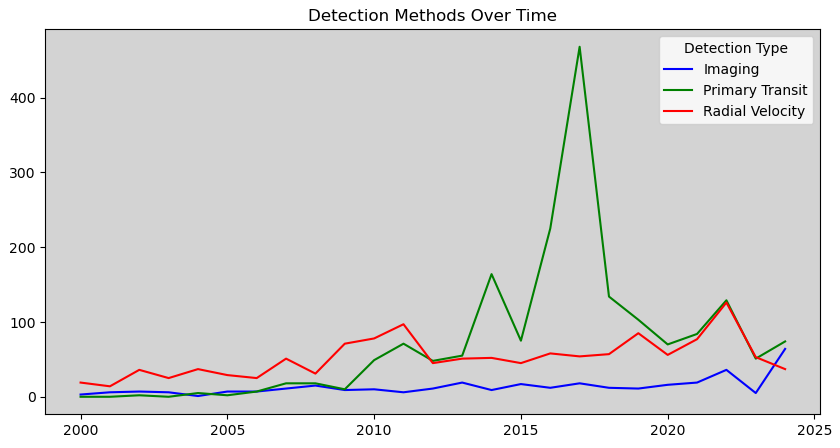 Detection Methods Over Time
Detection Type
Imaging
Primary Transit
Radial Velocity
400
300
200
100
0
2000 2005 2010 2015 2020 2025